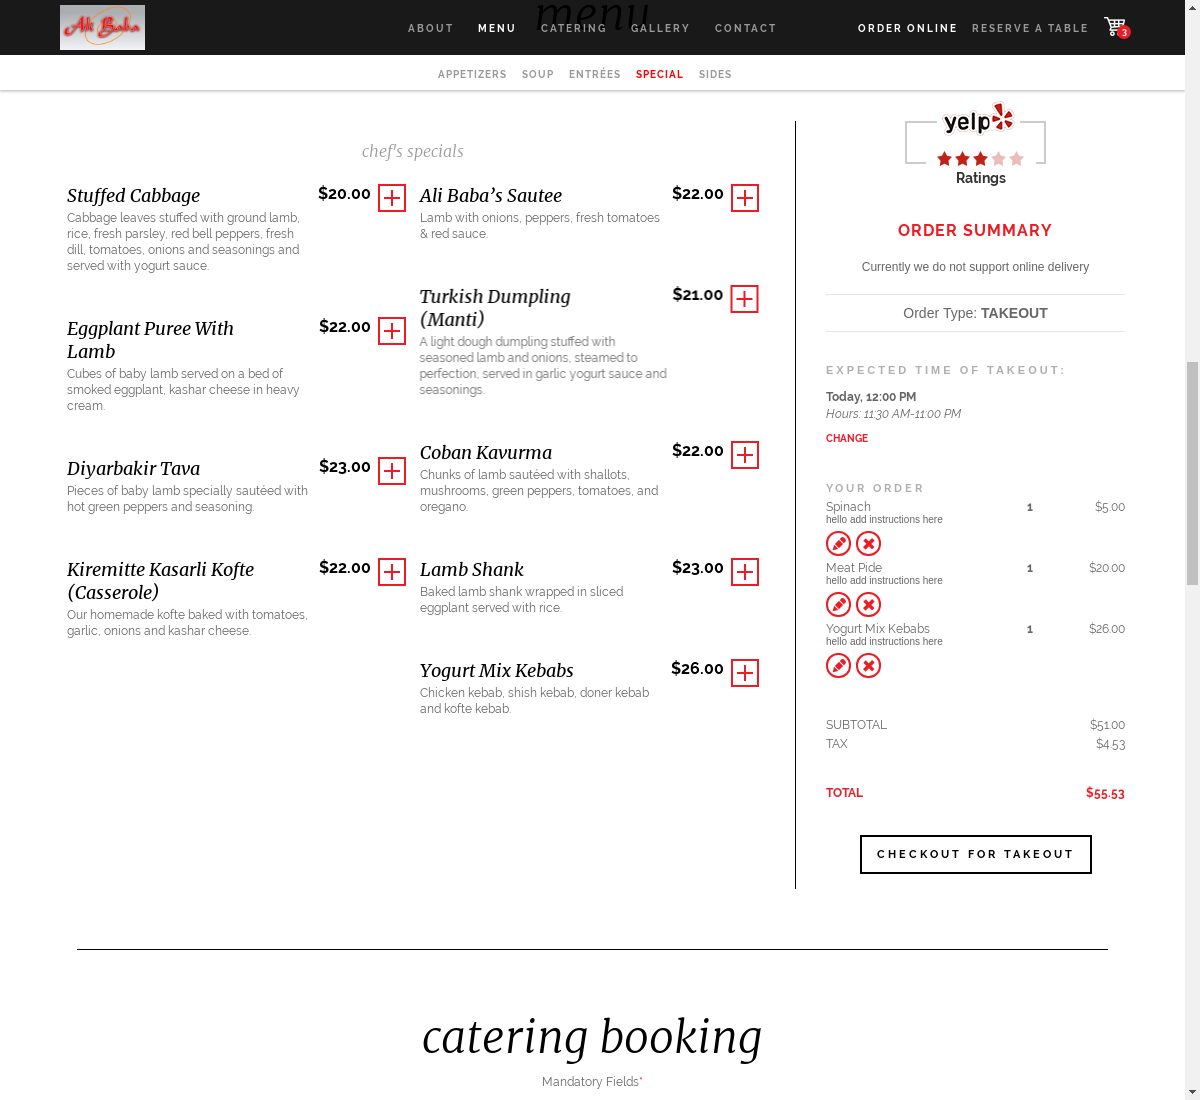 Ali Baba
menu
ABOUT MENU CATERING GALLERY CONTACT ORDER ONLINE RESERVE A TABLE 3
APPETIZERS SOUP ENTRÉES SPECIAL SIDES
chef's specials
Stuffed Cabbage $20.00
Cabbage leaves stuffed with ground lamb,
rice, fresh parsley, red bell peppers, fresh
dill, tomatoes, onions and seasonings and
served with yogurt sauce.
Eggplant Puree With
Lamb
$22.00
Cubes of baby lamb served on a bed of
smoked eggplant, kashar cheese in heavy
cream.
Diyarbakir Tava $23.00
Pieces of baby lamb specially sautéed with
hot green peppers and seasoning.
Kiremitte Kasarli Kofte
(Casserole)
$22.00
Our homemade kofte baked with tomatoes,
garlic, onions and kashar cheese.
Ali Baba’s Sautee $22.00
Lamb with onions, peppers, fresh tomatoes
& red sauce.
Turkish Dumpling
(Manti)
$21.00
A light dough dumpling stuffed with
seasoned lamb and onions, steamed to
perfection, served in garlic yogurt sauce and
seasonings.
Coban Kavurma $22.00
Chunks of lamb sautéed with shallots,
mushrooms, green peppers, tomatoes, and
oregano.
Lamb Shank $23.00
Baked lamb shank wrapped in sliced
eggplant served with rice.
Yogurt Mix Kebabs $26.00
Chicken kebab, shish kebab, doner kebab
and kofte kebab.
yelp
Ratings
ORDER SUMMARY
Currently we do not support online delivery
Order Type: TAKEOUT
EXPECTED TIME OF TAKEOUT:
Today, 12:00 PM
Hours: 11:30 AM-11:00 PM
CHANGE
YOUR ORDER
Spinach 1 $5.00
hello add instructions here
Meat Pide 1 $20.00
hello add instructions here
Yogurt Mix Kebabs 1 $26.00
hello add instructions here
SUBTOTAL $51.00
TAX $4.53
TOTAL $55.53
CHECKOUT FOR TAKEOUT
catering booking
Mandatory Fields*